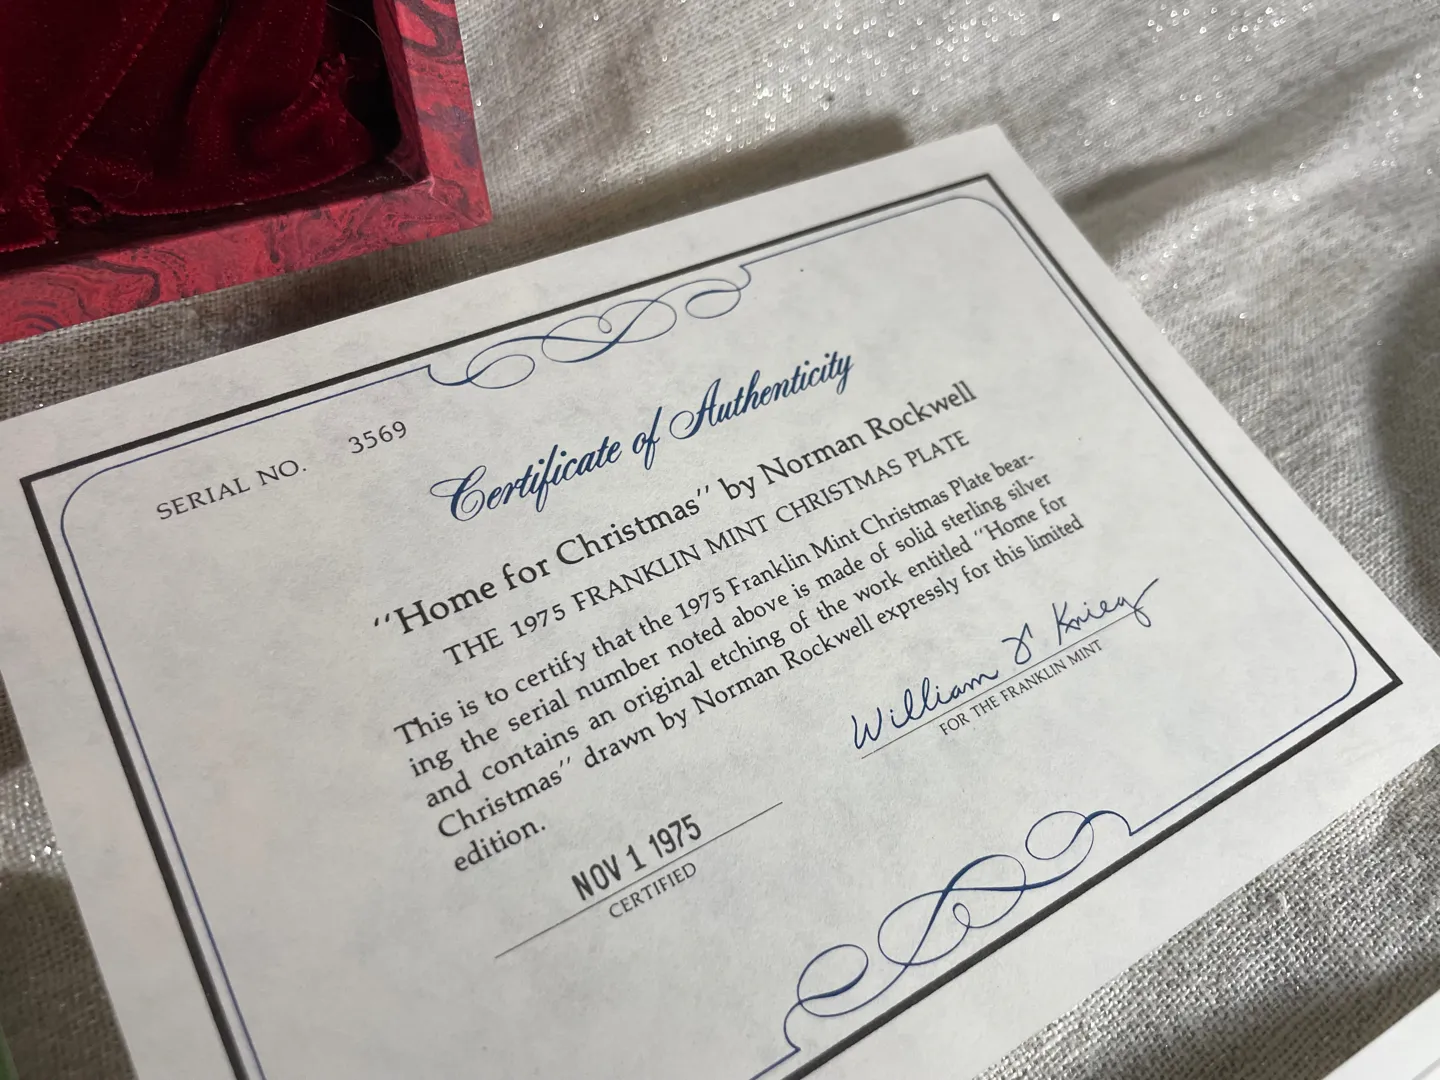 SERIAL NO. 3569
Certificate of Authenticity
"Home for Christmas" by Norman Rockwell
THE 1975 FRANKLIN MINT CHRISTMAS PLATE
This is to certify that the 1975 Franklin Mint Christmas Plate bear-
ing the serial number noted above is made of solid sterling silver
and contains an original etching of the work entitled "Home for
Christmas" drawn by Norman Rockwell expressly for this limited
edition.
William J Krieg
FOR THE FRANKLIN MINT
NOV 1 1975
CERTIFIED